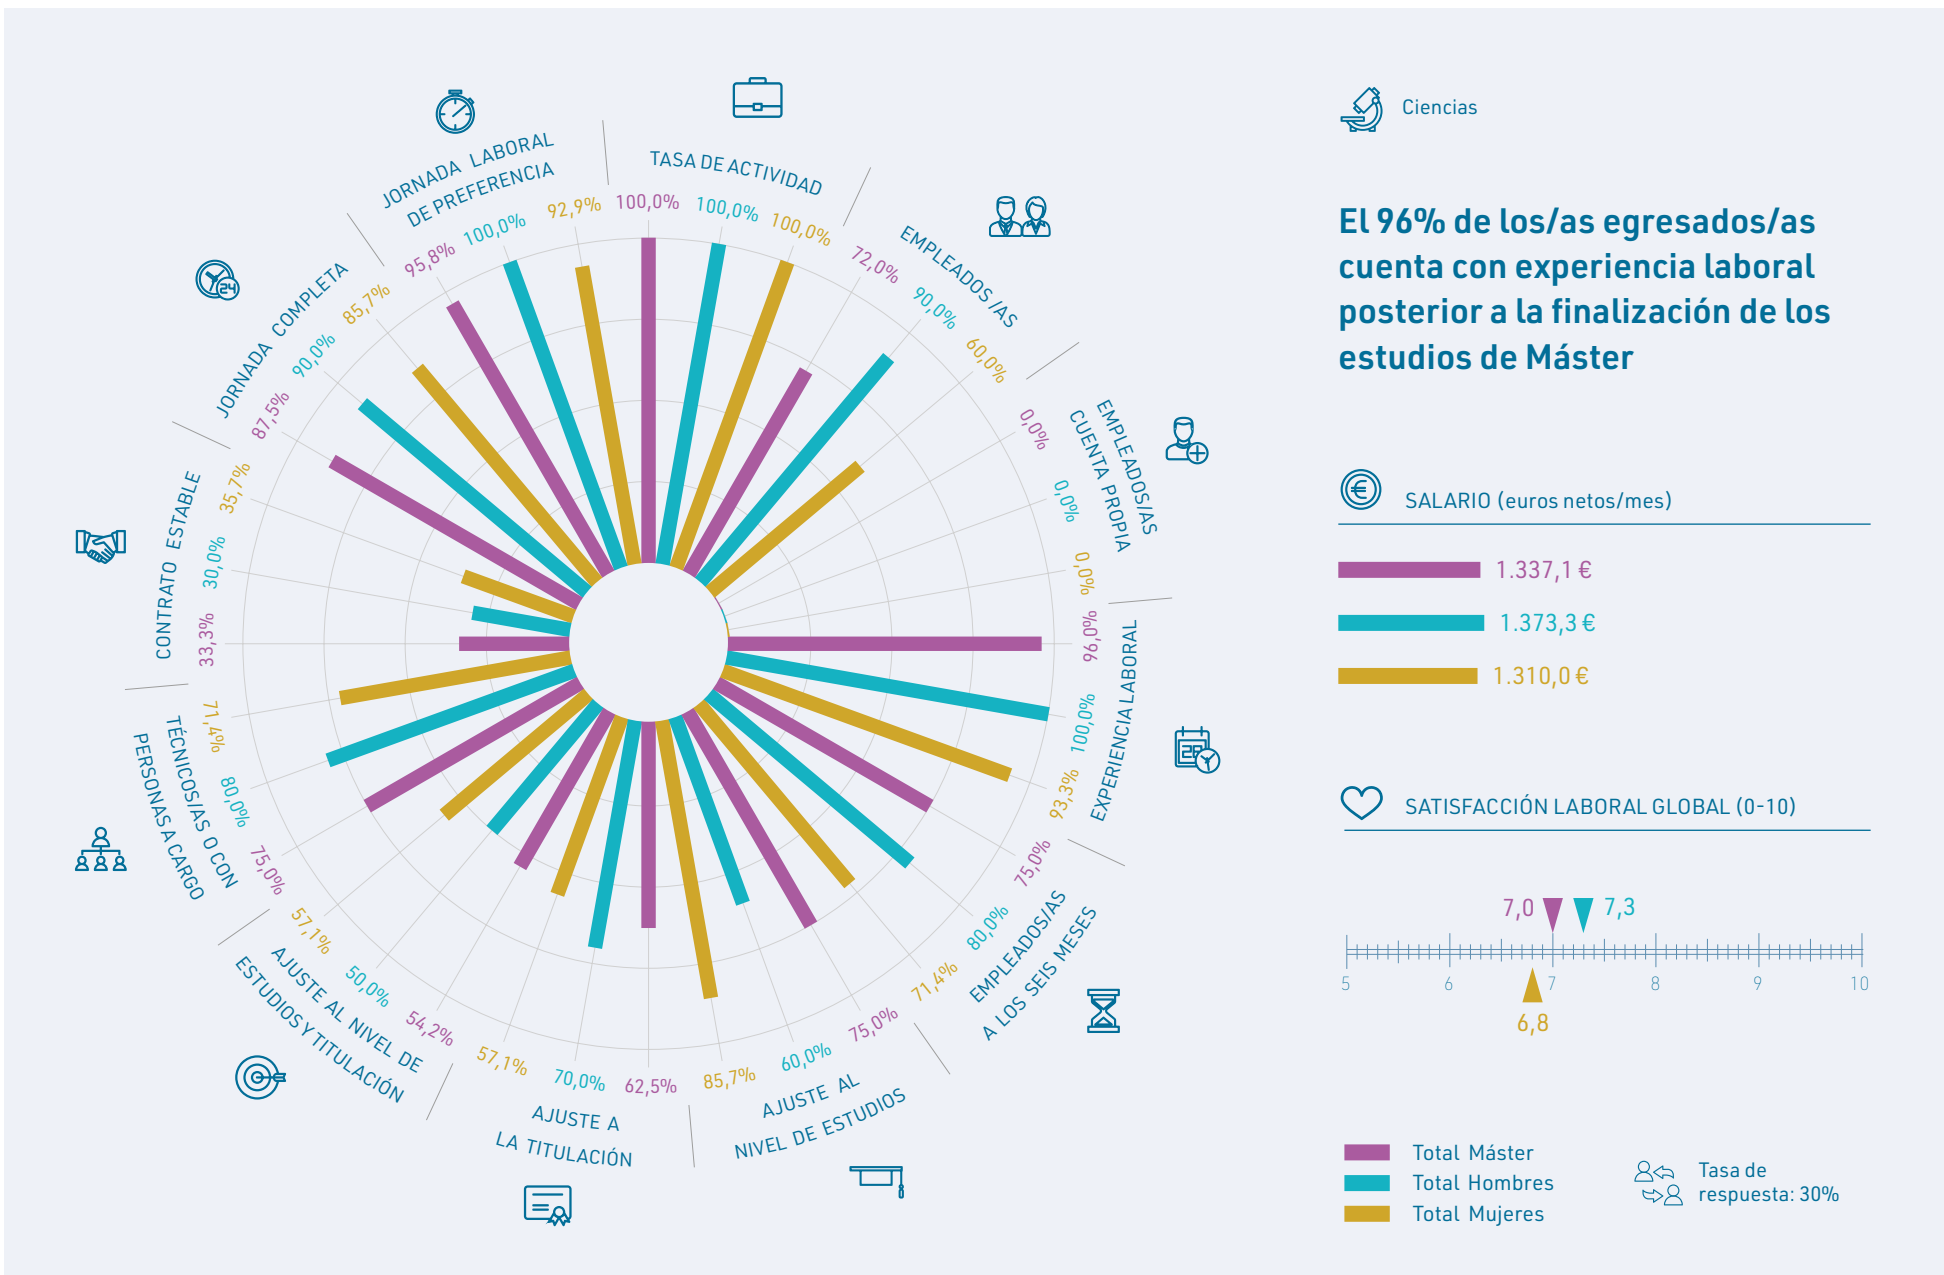 TASA DE ACTIVIDAD
100,0%
100,0%
100,0%
EMPLEADOS /AS
72,0%
90,0%
60,0%
EMPLEADOS/AS
CUENTA PROPIA
0,0%
0,0%
0,0%
EXPERIENCIA LABORAL
96,0%
100,0%
93,3%
EMPLEADOS/AS
A LOS SEIS MESES
75,0%
80,0%
71,4%
AJUSTE AL
NIVEL DE ESTUDIOS
75,0%
60,0%
85,7%
AJUSTE A
LA TITULACIÓN
62,5%
70,0%
57,1%
AJUSTE AL NIVEL DE
ESTUDIOS Y TITULACIÓN
54,2%
50,0%
57,1%
TÉCNICOS/AS O CON
PERSONAS A CARGO
75,0%
80,0%
71,4%
CONTRATO ESTABLE
33,3%
30,0%
35,7%
JORNADA COMPLETA
87,5%
90,0%
85,7%
24
JORNADA LABORAL
DE PREFERENCIA
95,8%
100,0%
92,9%
Ciencias
El 96% de los/as egresados/as
cuenta con experiencia laboral
posterior a la finalización de los
estudios de Máster
€ SALARIO (euros netos/mes)
1.337,1 €
1.373,3 €
1.310,0 €
SATISFACCIÓN LABORAL GLOBAL (0-10)
7,0 7,3
5 6 7 8 9 10
6,8
Total Máster
Total Hombres
Total Mujeres
Tasa de
respuesta: 30%